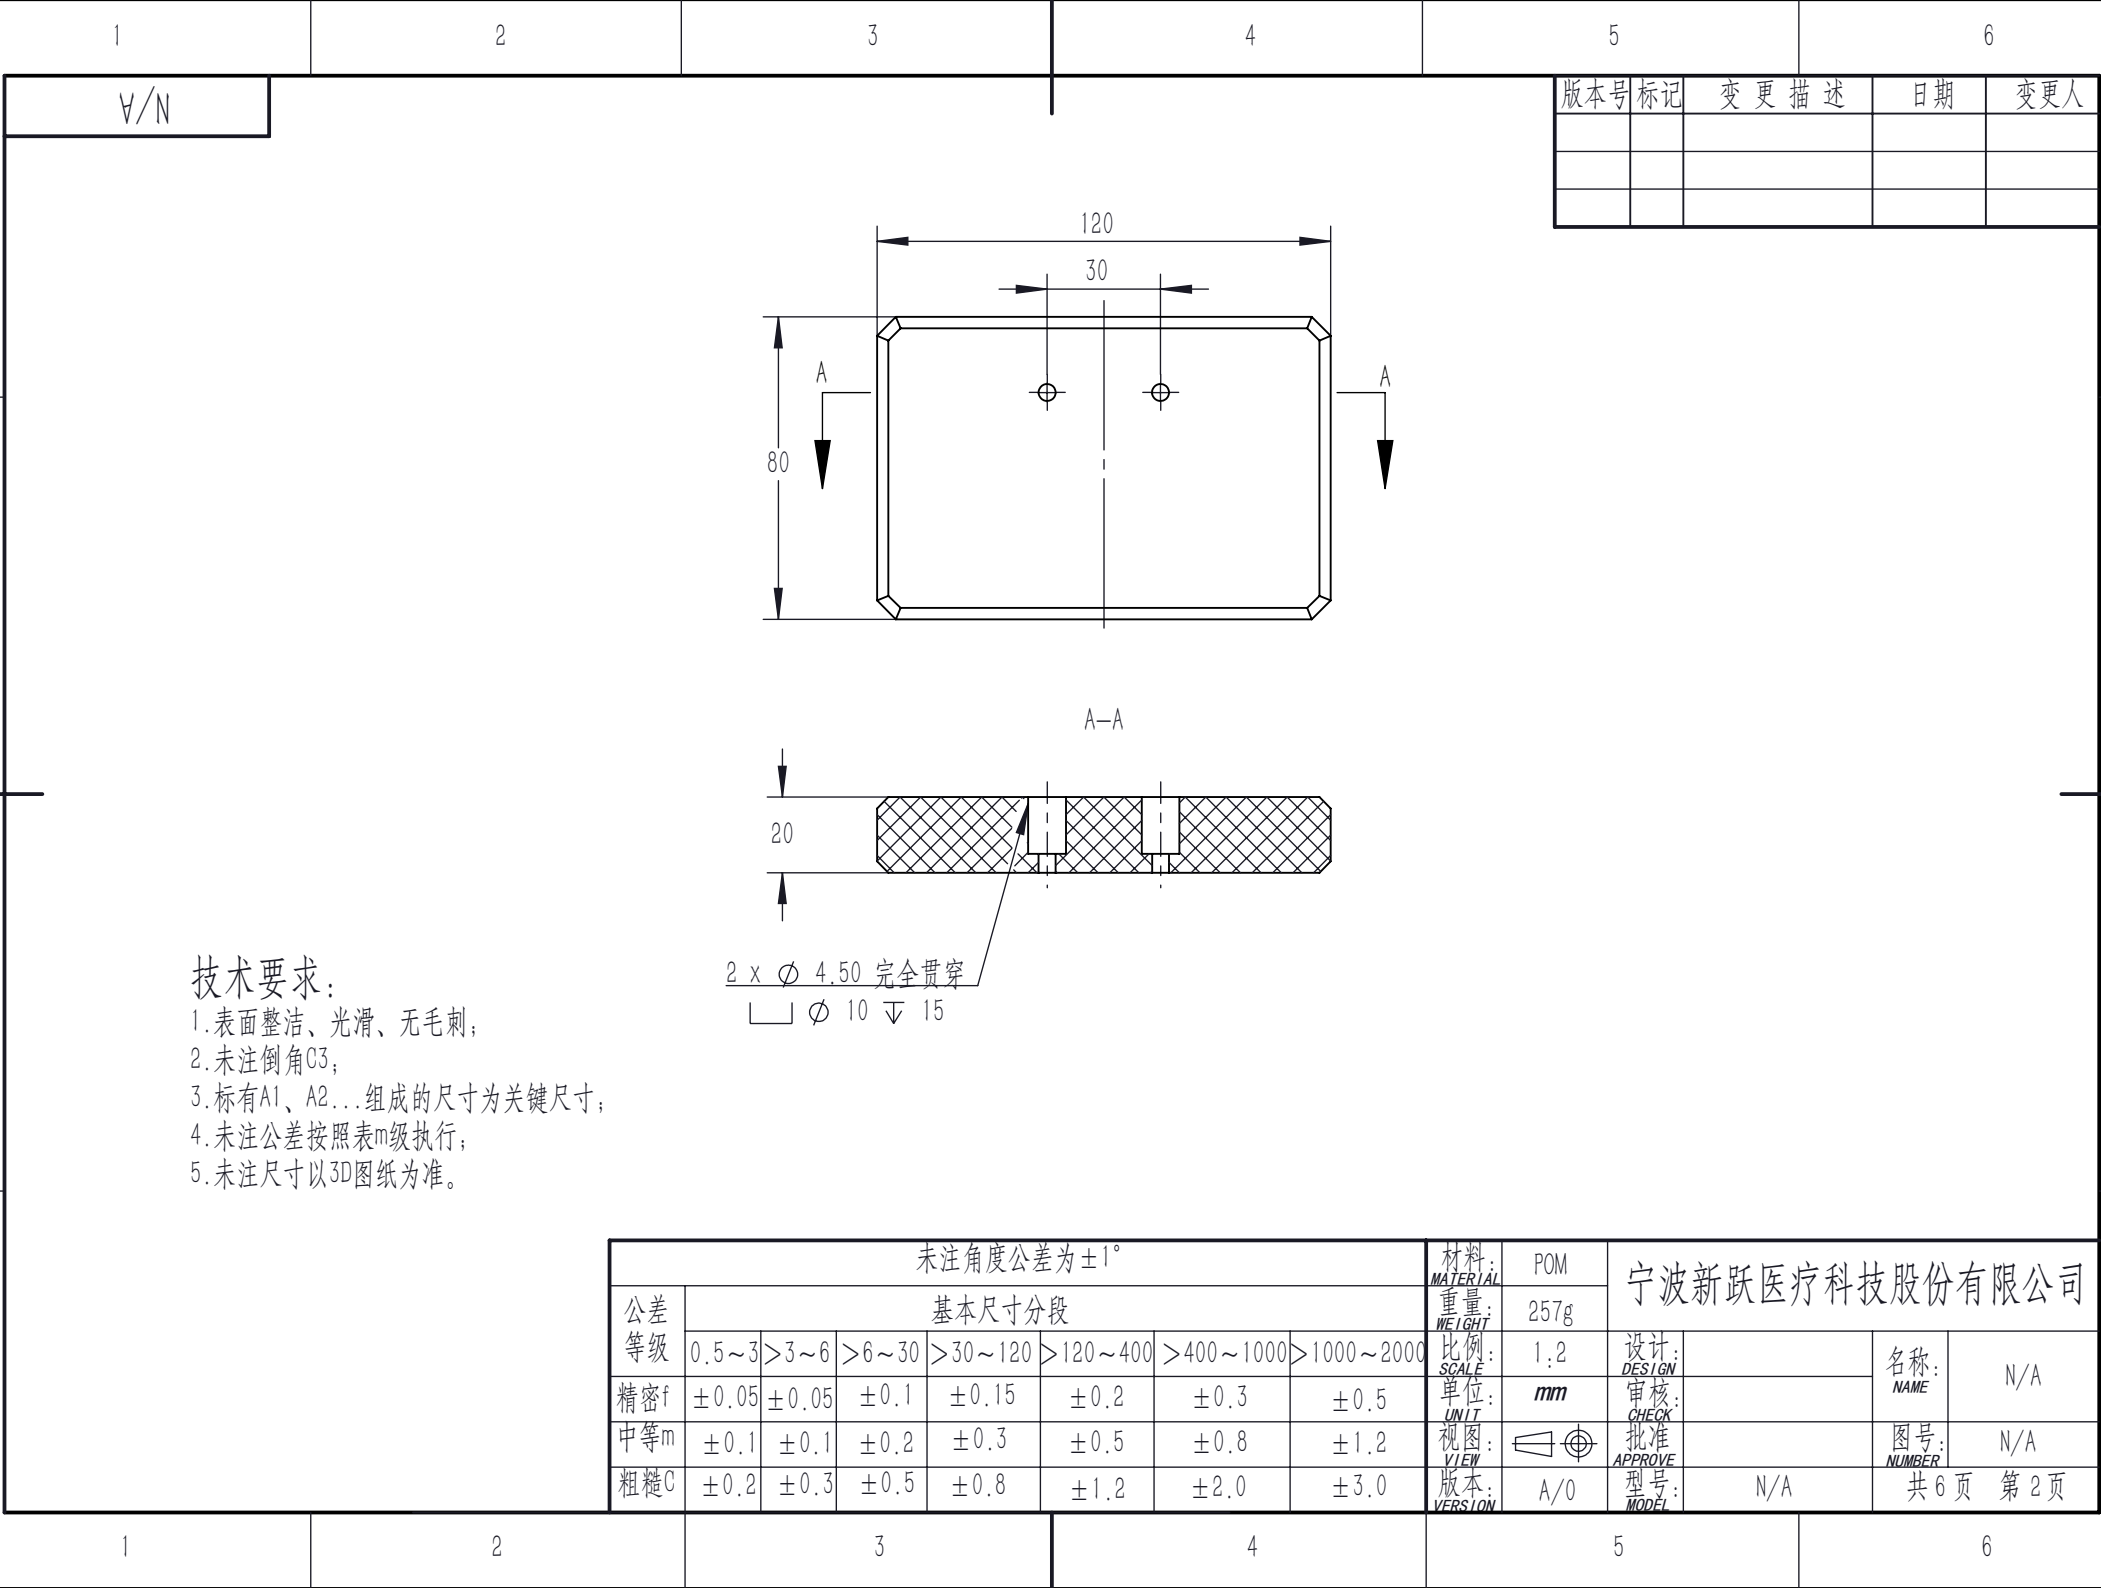 1 2 3 4 5 6
N/A
版本号 标记 变更描述 日期 变更人
120
30
A A
80
A-A
20
2 x ⌀ 4.50 完全贯穿
⌴ ⌀ 10 ↧ 15
技术要求:
1.表面整洁、光滑、无毛刺;
2.未注倒角C3;
3.标有A1、A2...组成的尺寸为关键尺寸;
4.未注公差按照表m级执行;
5.未注尺寸以3D图纸为准。
未注角度公差为±1°
公差等级 基本尺寸分段
0.5~3 >3~6 >6~30 >30~120 >120~400 >400~1000 >1000~2000
精密f ±0.05 ±0.05 ±0.1 ±0.15 ±0.2 ±0.3 ±0.5
中等m ±0.1 ±0.1 ±0.2 ±0.3 ±0.5 ±0.8 ±1.2
粗糙C ±0.2 ±0.3 ±0.5 ±0.8 ±1.2 ±2.0 ±3.0
材料: MATERIAL POM
重量: WEIGHT 257g
比例: SCALE 1:2
单位: UNIT mm
视图: VIEW
版本: VERSION A/0
宁波新跃医疗科技股份有限公司
设计: DESIGN
审核: CHECK
批准 APPROVE
型号: MODEL N/A
名称: NAME N/A
图号: NUMBER N/A
共6页 第2页
1 2 3 4 5 6